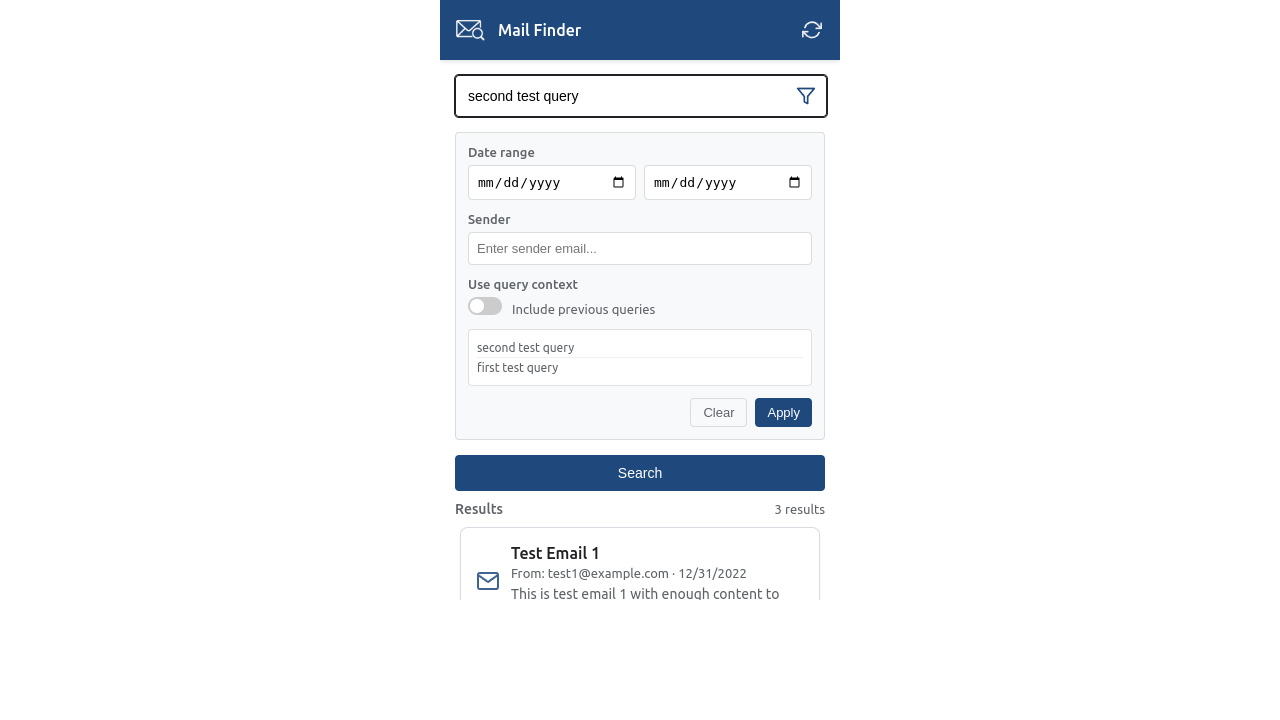 Mail Finder
second test query
Date range
mm/dd/yyyy mm/dd/yyyy
Sender
Enter sender email...
Use query context
Include previous queries
second test query
first test query
Clear Apply
Search
Results 3 results
Test Email 1
From: test1@example.com · 12/31/2022
This is test email 1 with enough content to